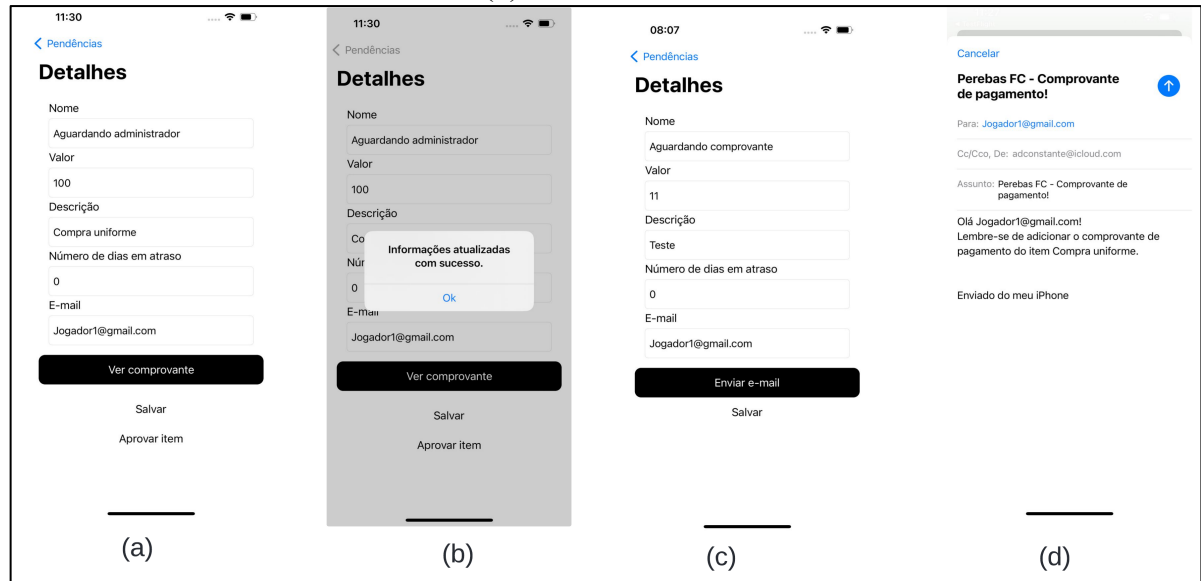 11:30
Pendências
Detalhes
Nome
Aguardando administrador
Valor
100
Descrição
Compra uniforme
Número de dias em atraso
0
E-mail
Jogador1@gmail.com
Ver comprovante
Salvar
Aprovar item
(a)
11:30
Pendências
Detalhes
Nome
Aguardando administrador
Valor
100
Descrição
Co
Informações atualizadas
com sucesso.
Núr
0
Ok
E-mail
Jogador1@gmail.com
Ver comprovante
Salvar
Aprovar item
(b)
08:07
Pendências
Detalhes
Nome
Aguardando comprovante
Valor
11
Descrição
Teste
Número de dias em atraso
0
E-mail
Jogador1@gmail.com
Enviar e-mail
Salvar
(c)
Cancelar
Perebas FC - Comprovante
de pagamento!
Para: Jogador1@gmail.com
Cc/Cco, De: adconstante@icloud.com
Assunto: Perebas FC - Comprovante de
pagamento!
Olá Jogador1@gmail.com!
Lembre-se de adicionar o comprovante de
pagamento do item Compra uniforme.
Enviado do meu iPhone
(d)